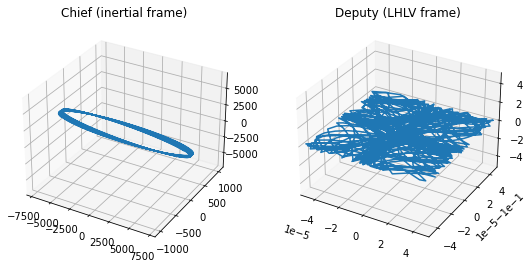 Chief (inertial frame)
−7500 −5000 −2500 0 2500 5000 7500
−1000 −500 0 500 1000
−5000 −2500 0 2500 5000
Deputy (LHLV frame)
−4 −2 0 2 4
1e−5
−4 −2 0 2 4
1e−5−1e−1
−4 −2 0 2 4